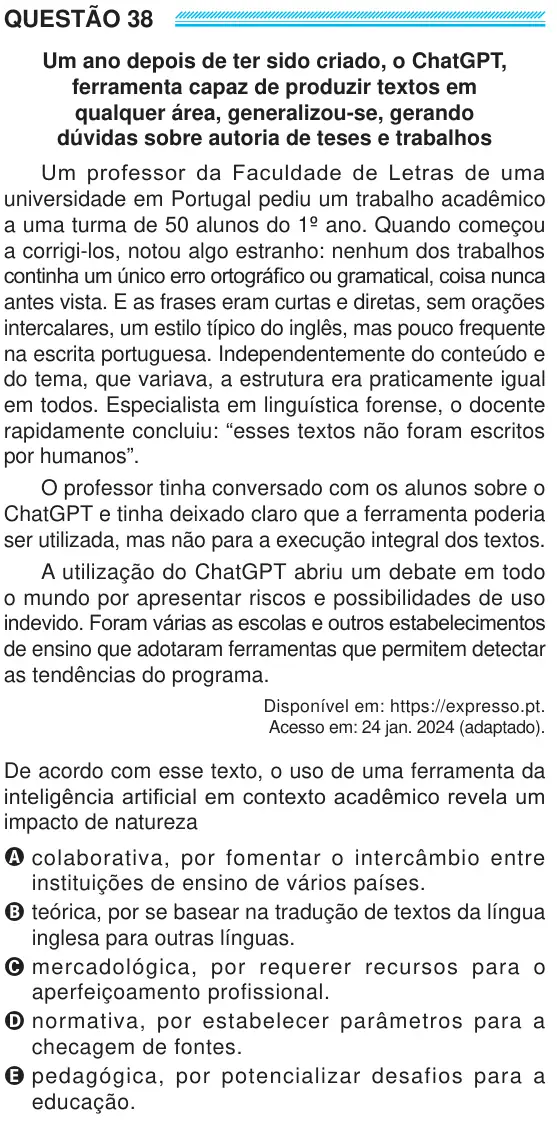 QUESTÃO 38
Um ano depois de ter sido criado, o ChatGPT,
ferramenta capaz de produzir textos em
qualquer área, generalizou-se, gerando
dúvidas sobre autoria de teses e trabalhos
Um professor da Faculdade de Letras de uma
universidade em Portugal pediu um trabalho acadêmico
a uma turma de 50 alunos do 1º ano. Quando começou
a corrigi-los, notou algo estranho: nenhum dos trabalhos
continha um único erro ortográfico ou gramatical, coisa nunca
antes vista. E as frases eram curtas e diretas, sem orações
intercalares, um estilo típico do inglês, mas pouco frequente
na escrita portuguesa. Independentemente do conteúdo e
do tema, que variava, a estrutura era praticamente igual
em todos. Especialista em linguística forense, o docente
rapidamente concluiu: “esses textos não foram escritos
por humanos”.
O professor tinha conversado com os alunos sobre o
ChatGPT e tinha deixado claro que a ferramenta poderia
ser utilizada, mas não para a execução integral dos textos.
A utilização do ChatGPT abriu um debate em todo
o mundo por apresentar riscos e possibilidades de uso
indevido. Foram várias as escolas e outros estabelecimentos
de ensino que adotaram ferramentas que permitem detectar
as tendências do programa.
Disponível em: https://expresso.pt.
Acesso em: 24 jan. 2024 (adaptado).
De acordo com esse texto, o uso de uma ferramenta da
inteligência artificial em contexto acadêmico revela um
impacto de natureza
A colaborativa, por fomentar o intercâmbio entre
instituições de ensino de vários países.
B teórica, por se basear na tradução de textos da língua
inglesa para outras línguas.
C mercadológica, por requerer recursos para o
aperfeiçoamento profissional.
D normativa, por estabelecer parâmetros para a
checagem de fontes.
E pedagógica, por potencializar desafios para a
educação.